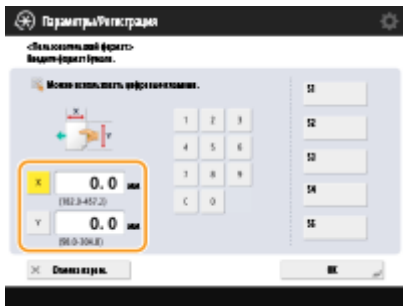 Параметры/Регистрация
<Пользовательский формат>
Введите формат бумаги.
Можно использовать цифровые клавиши.
X
Y
1 2 3
4 5 6
7 8 9
C 0
X 0.0 мм
(182.0-457.2)
Y 0.0 мм
(98.0-304.8)
S1
S2
S3
S4
S5
Отмена парам.
OK